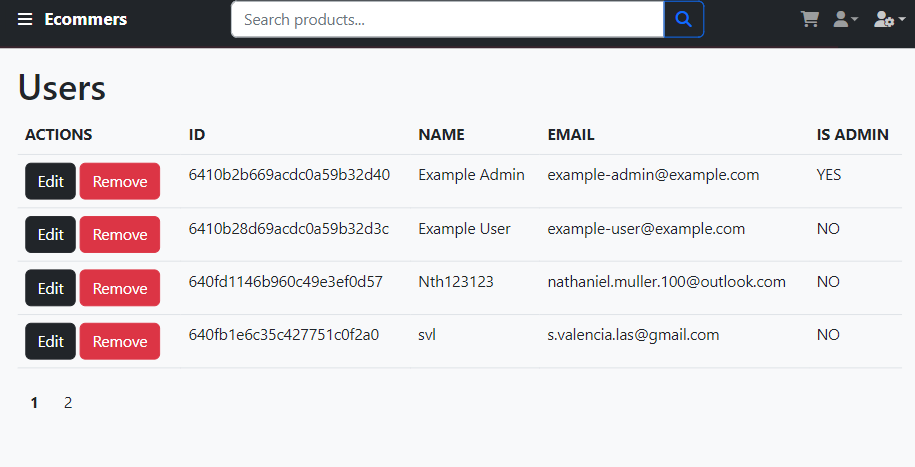 Ecommers Search products...
Users
ACTIONS ID NAME EMAIL IS ADMIN
Edit Remove 6410b2b669acdc0a59b32d40 Example Admin example-admin@example.com YES
Edit Remove 6410b28d69acdc0a59b32d3c Example User example-user@example.com NO
Edit Remove 640fd1146b960c49e3ef0d57 Nth123123 nathaniel.muller.100@outlook.com NO
Edit Remove 640fb1e6c35c427751c0f2a0 svl s.valencia.las@gmail.com NO
1 2